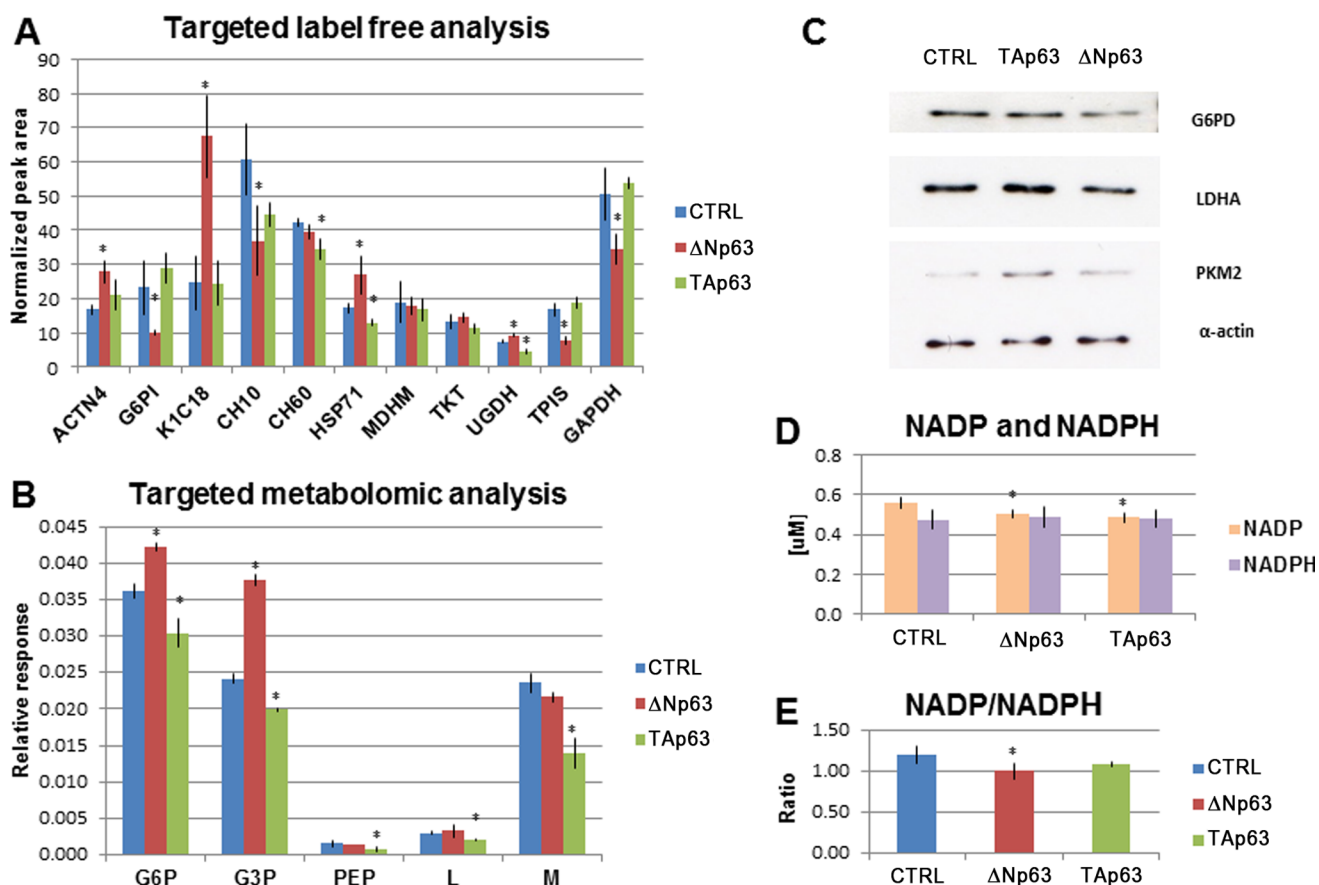 A
Targeted label free analysis
Normalized peak area
90
80
70
60
50
40
30
20
10
0
* * * * * * * * * * *
ACTN4 G6PI K1C18 CH10 CH60 HSP71 MDHM TKT UGDH TPIS GAPDH
CTRL
ΔNp63
TAp63
B
Targeted metabolomic analysis
Relative response
0.045
0.040
0.035
0.030
0.025
0.020
0.015
0.010
0.005
0.000
* * * * * * *
G6P G3P PEP L M
CTRL
ΔNp63
TAp63
C
CTRL TAp63 ΔNp63
G6PD
LDHA
PKM2
α-actin
D
NADP and NADPH
[uM]
0.8
0.6
0.4
0.2
0.0
* *
CTRL ΔNp63 TAp63
NADP
NADPH
E
NADP/NADPH
Ratio
1.50
1.00
0.50
0.00
*
CTRL ΔNp63 TAp63
CTRL
ΔNp63
TAp63